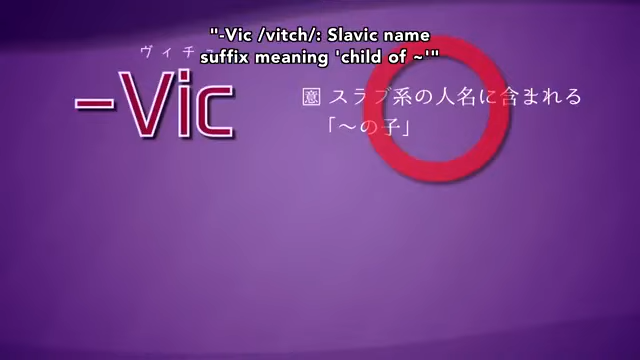 "-Vic /vitch/: Slavic name
suffix meaning 'child of ~'"
ヴィチ
-Vic
意 スラブ系の人名に含まれる
「~の子」